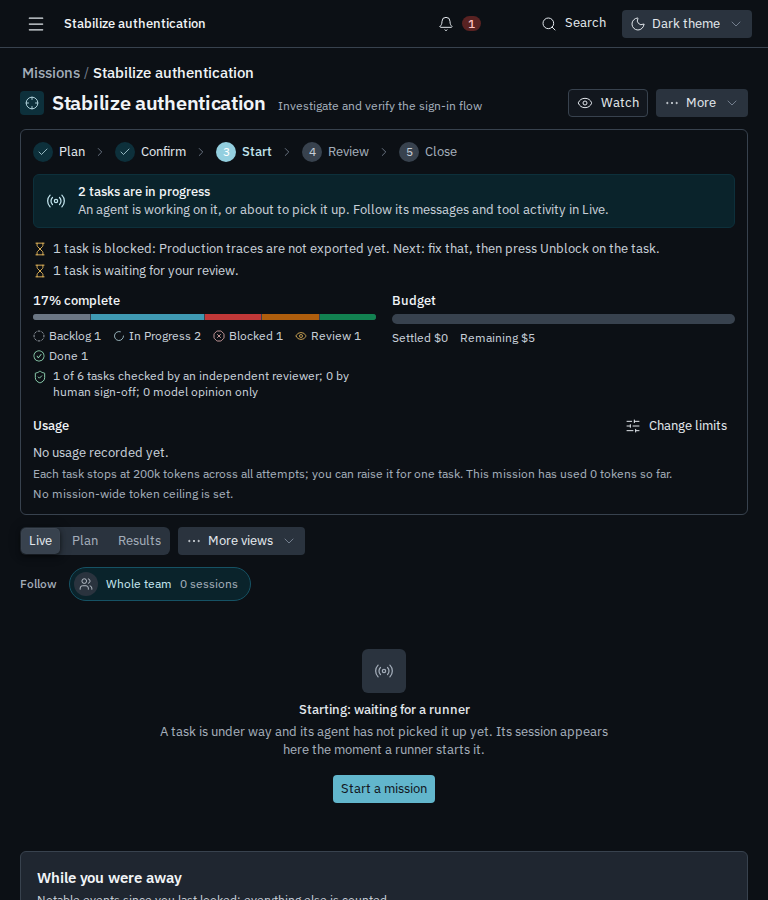 Stabilize authentication
1
Search
Dark theme
Missions / Stabilize authentication
Stabilize authentication
Investigate and verify the sign-in flow
Watch
More
Plan
Confirm
3 Start
4 Review
5 Close
2 tasks are in progress
An agent is working on it, or about to pick it up. Follow its messages and tool activity in Live.
1 task is blocked: Production traces are not exported yet. Next: fix that, then press Unblock on the task.
1 task is waiting for your review.
17% complete
Backlog 1 In Progress 2 Blocked 1 Review 1
Done 1
1 of 6 tasks checked by an independent reviewer; 0 by
human sign-off; 0 model opinion only
Budget
Settled $0 Remaining $5
Usage
Change limits
No usage recorded yet.
Each task stops at 200k tokens across all attempts; you can raise it for one task. This mission has used 0 tokens so far.
No mission-wide token ceiling is set.
Live
Plan
Results
More views
Follow
Whole team 0 sessions
Starting: waiting for a runner
A task is under way and its agent has not picked it up yet. Its session appears
here the moment a runner starts it.
Start a mission
While you were away
Notable events since you last looked; everything else is counted.